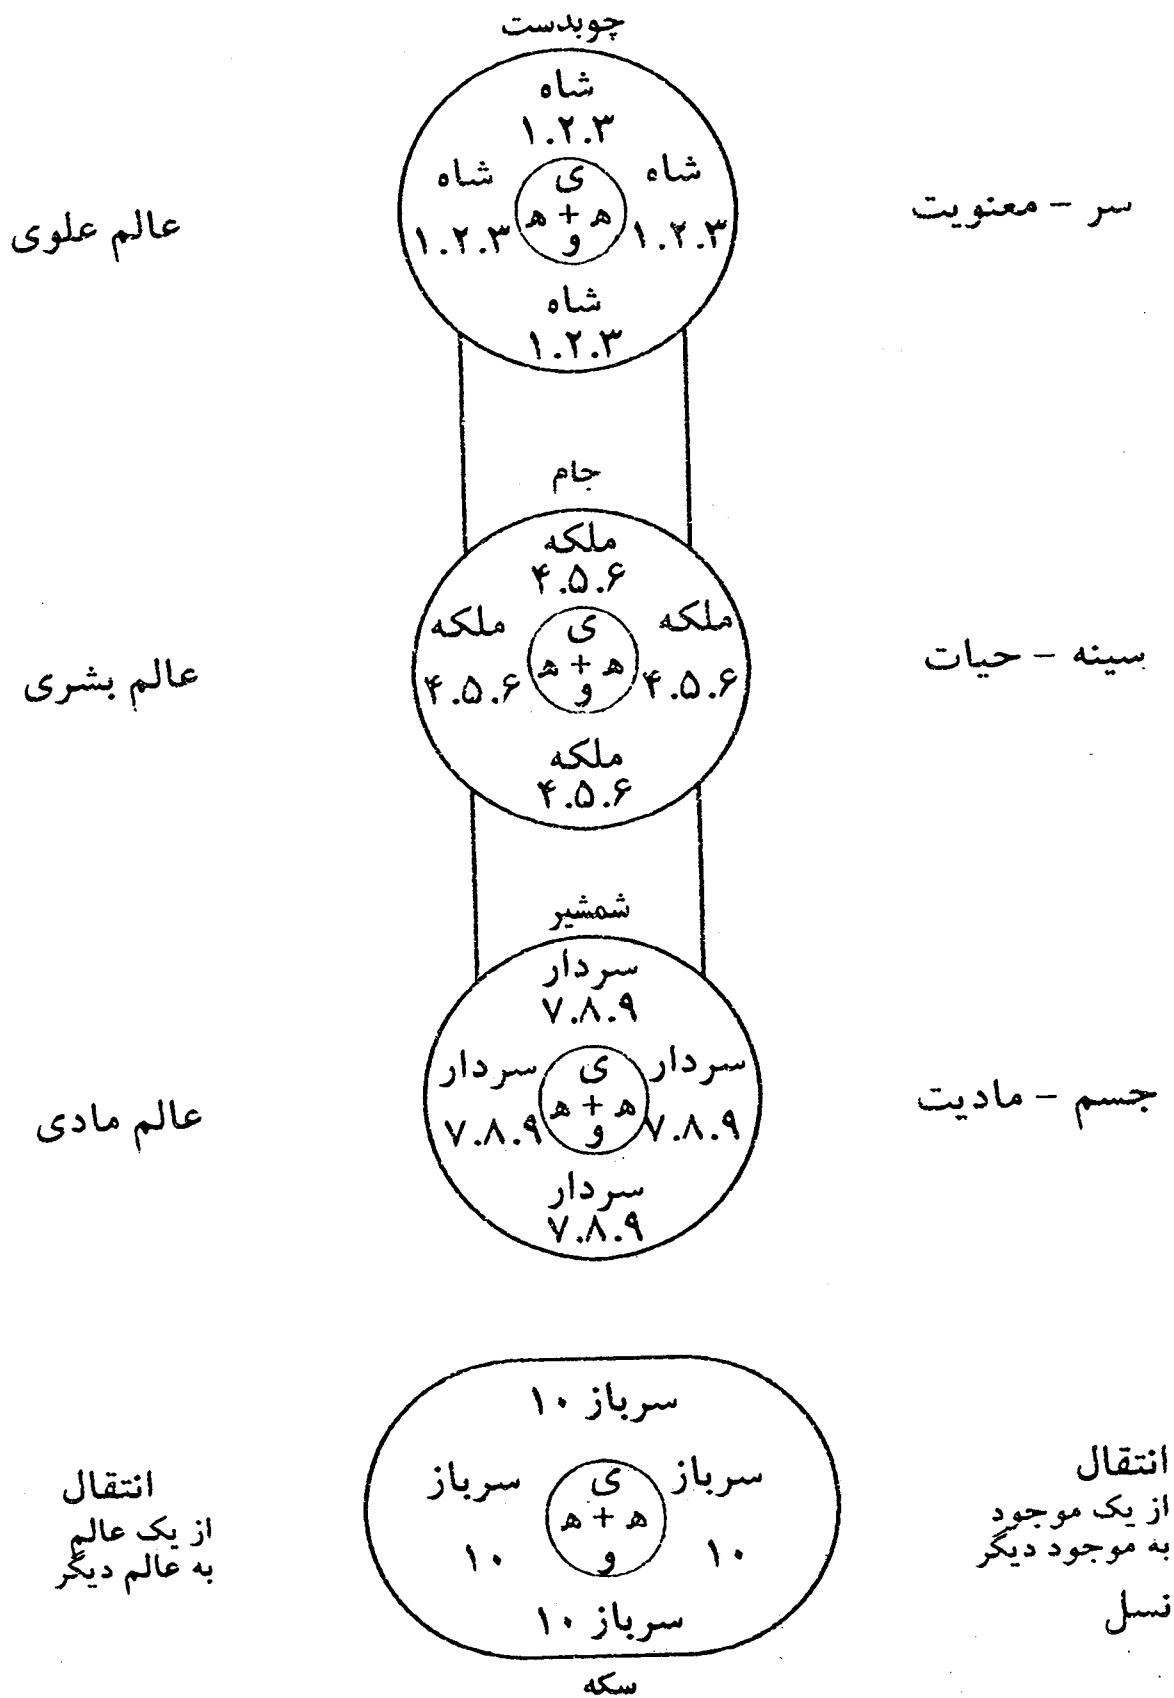 چوبدست
شاه
۱.۲.۳
شاه
ی
شاه
سر - معنویت
ه + ه
عالم علوی
۱.۲.۳
و
۱.۲.۳
شاه
۱.۲.۳
جام
ملکه
۴.۵.۶
ملکه
ی
ملکه
سینه - حیات
ه + ه
عالم بشری
۴.۵.۶
و
۴.۵.۶
ملکه
۴.۵.۶
شمشیر
سردار
۷.۸.۹
سردار
ی
سردار
جسم - مادیت
ه + ه
عالم مادی
۷.۸.۹
و
۷.۸.۹
سردار
۷.۸.۹
سرباز ۱۰
سرباز
ی
سرباز
ه + ه
۱۰
و
۱۰
سرباز ۱۰
سکه
انتقال
از یک موجود
به موجود دیگر
نسل
انتقال
از یک عالم
به عالم دیگر